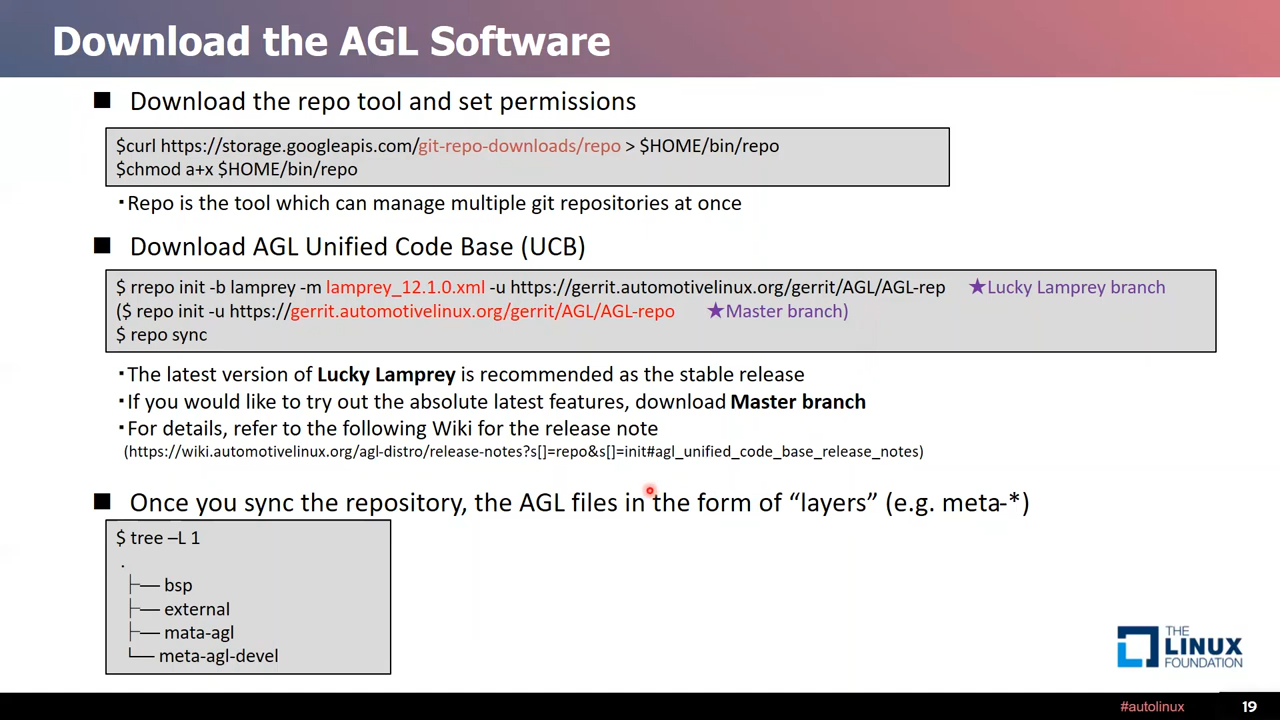 Download the AGL Software
■ Download the repo tool and set permissions
$curl https://storage.googleapis.com/git-repo-downloads/repo > $HOME/bin/repo
$chmod a+x $HOME/bin/repo
▪Repo is the tool which can manage multiple git repositories at once
■ Download AGL Unified Code Base (UCB)
$ rrepo init -b lamprey -m lamprey_12.1.0.xml -u https://gerrit.automotivelinux.org/gerrit/AGL/AGL-rep ★Lucky Lamprey branch
($ repo init -u https://gerrit.automotivelinux.org/gerrit/AGL/AGL-repo ★Master branch)
$ repo sync
▪The latest version of Lucky Lamprey is recommended as the stable release
▪If you would like to try out the absolute latest features, download Master branch
▪For details, refer to the following Wiki for the release note
(https://wiki.automotivelinux.org/agl-distro/release-notes?s[]=repo&s[]=init#agl_unified_code_base_release_notes)
■ Once you sync the repository, the AGL files in the form of “layers” (e.g. meta-*)
$ tree –L 1
.
├── bsp
├── external
├── mata-agl
└── meta-agl-devel
THE
LINUX
FOUNDATION
#autolinux
19